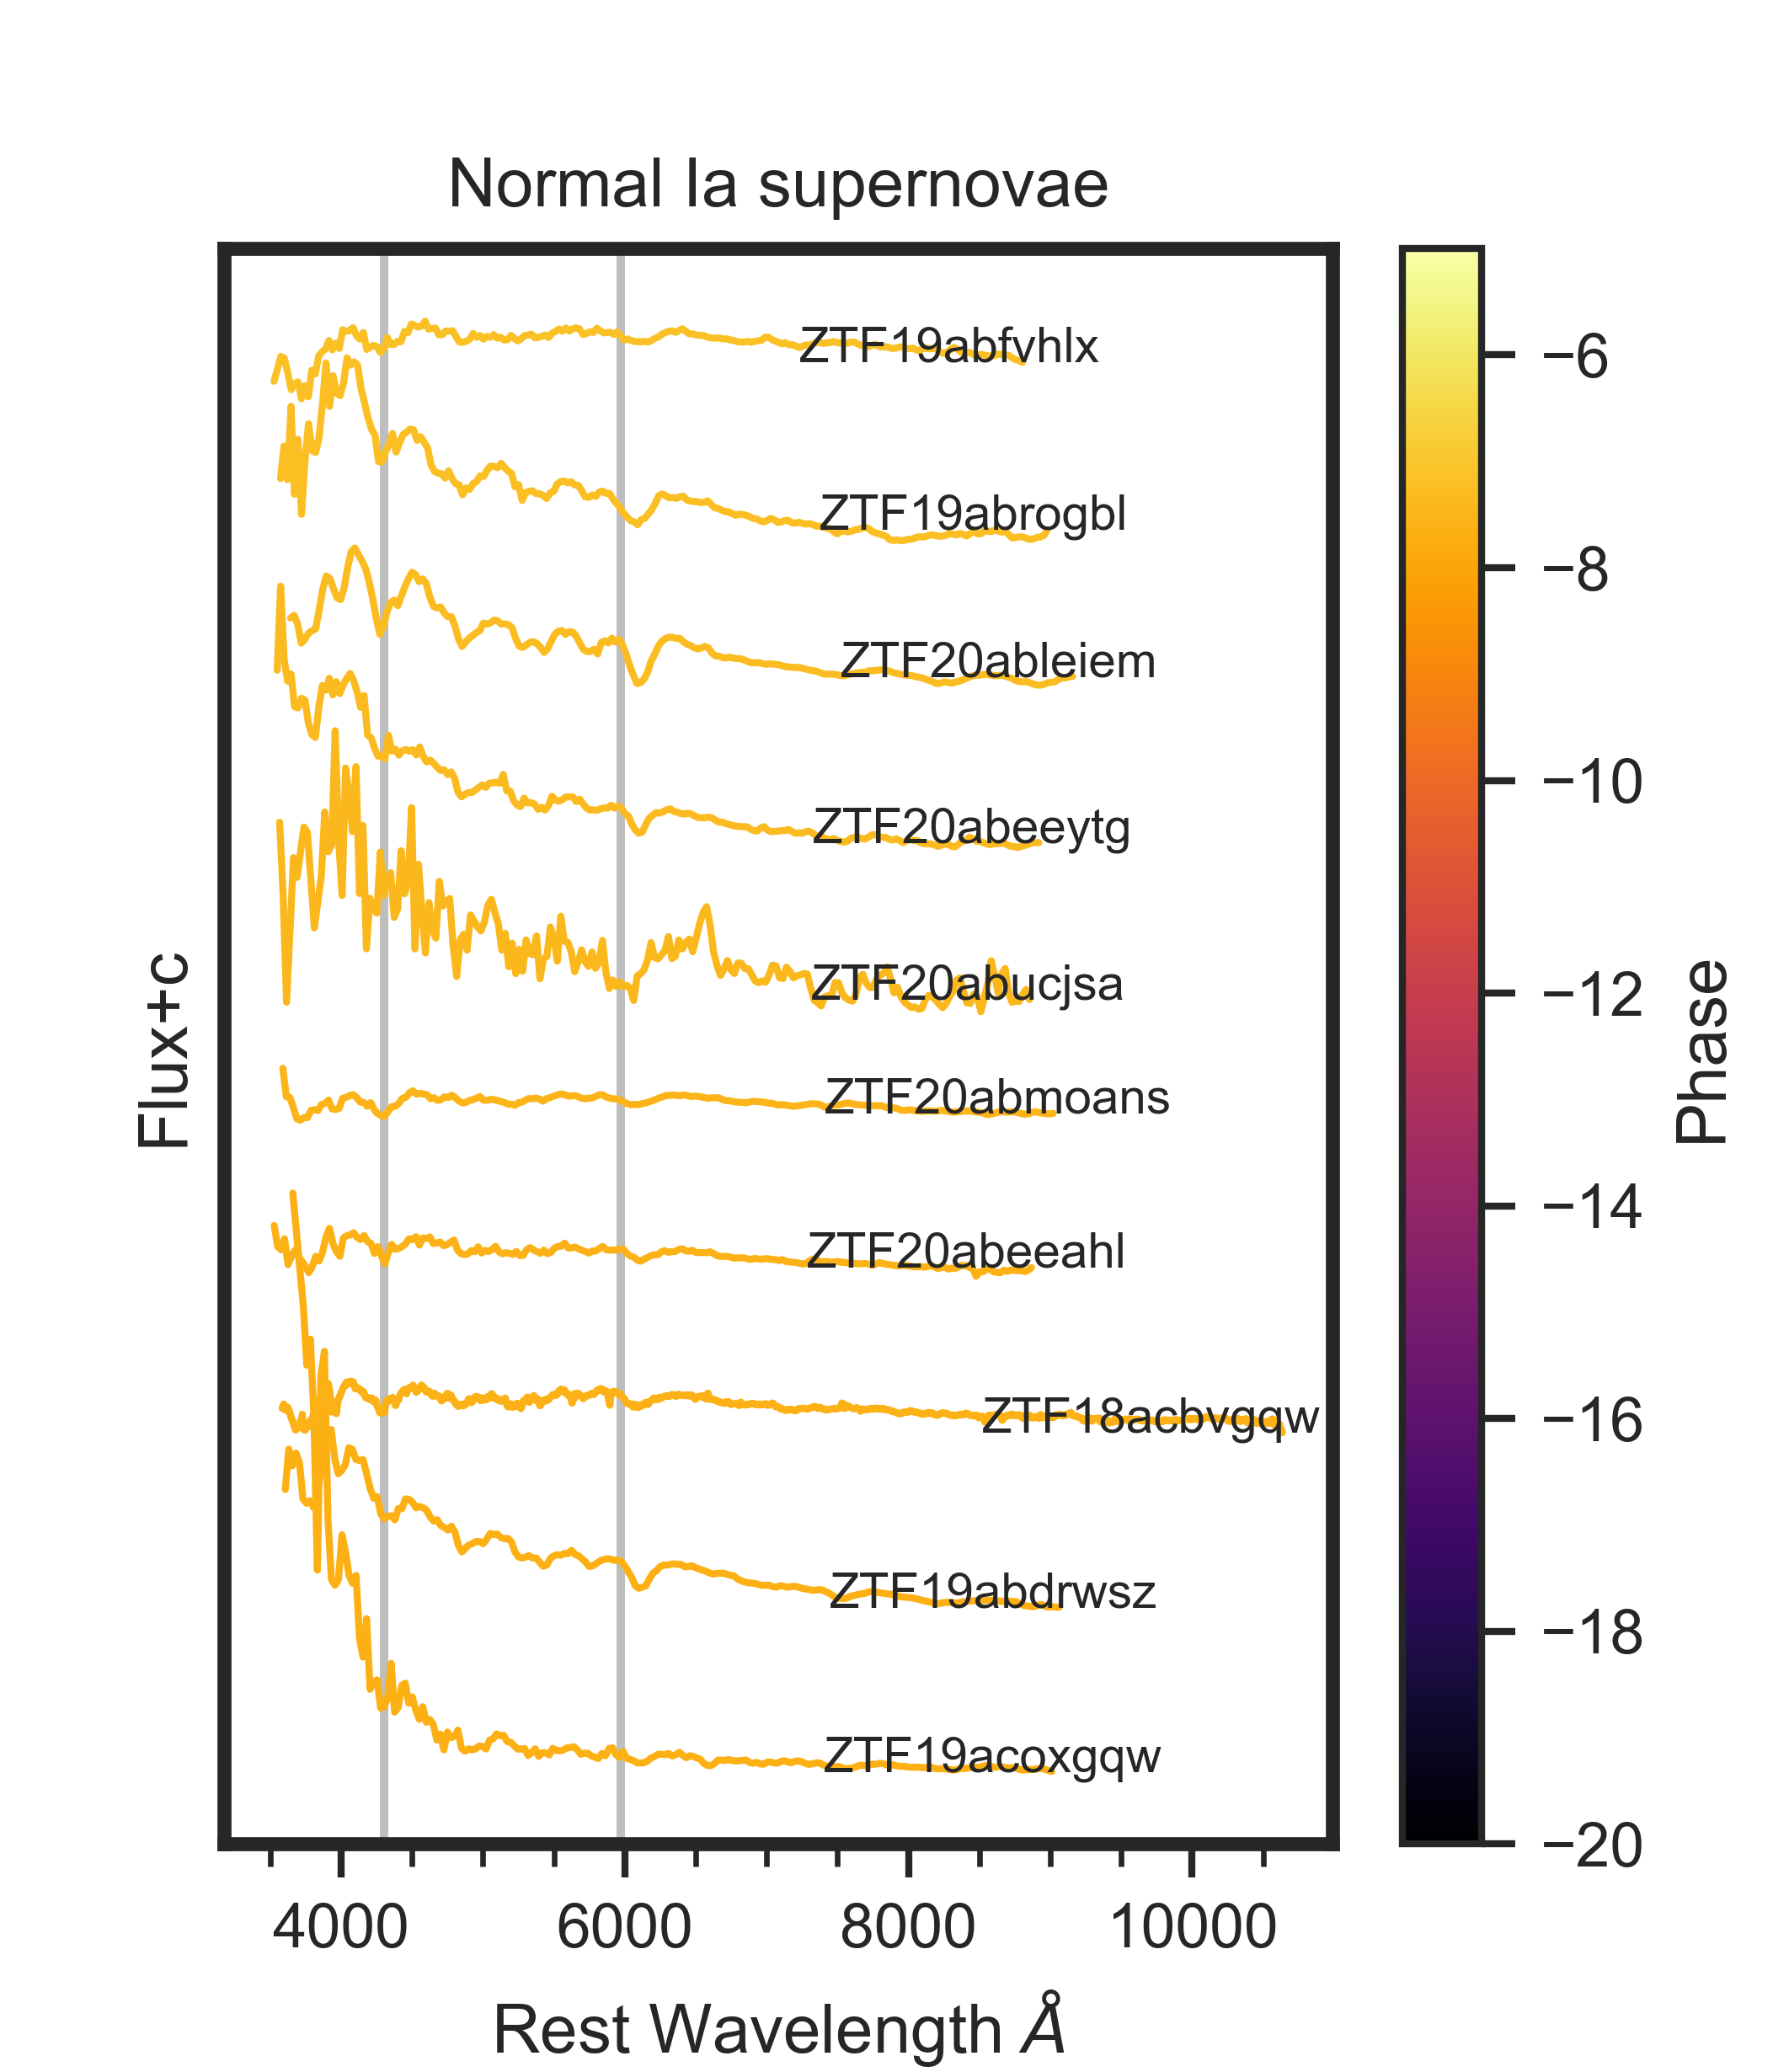 Normal Ia supernovae
Flux+c
ZTF19abfvhlx
ZTF19abrogbl
ZTF20ableiem
ZTF20abeeytg
ZTF20abucjsa
ZTF20abmoans
ZTF20abeeahl
ZTF18acbvgqw
ZTF19abdrwsz
ZTF19acoxgqw
4000 6000 8000 10000
Rest Wavelength Å
−6
−8
−10
−12
−14
−16
−18
−20
Phase